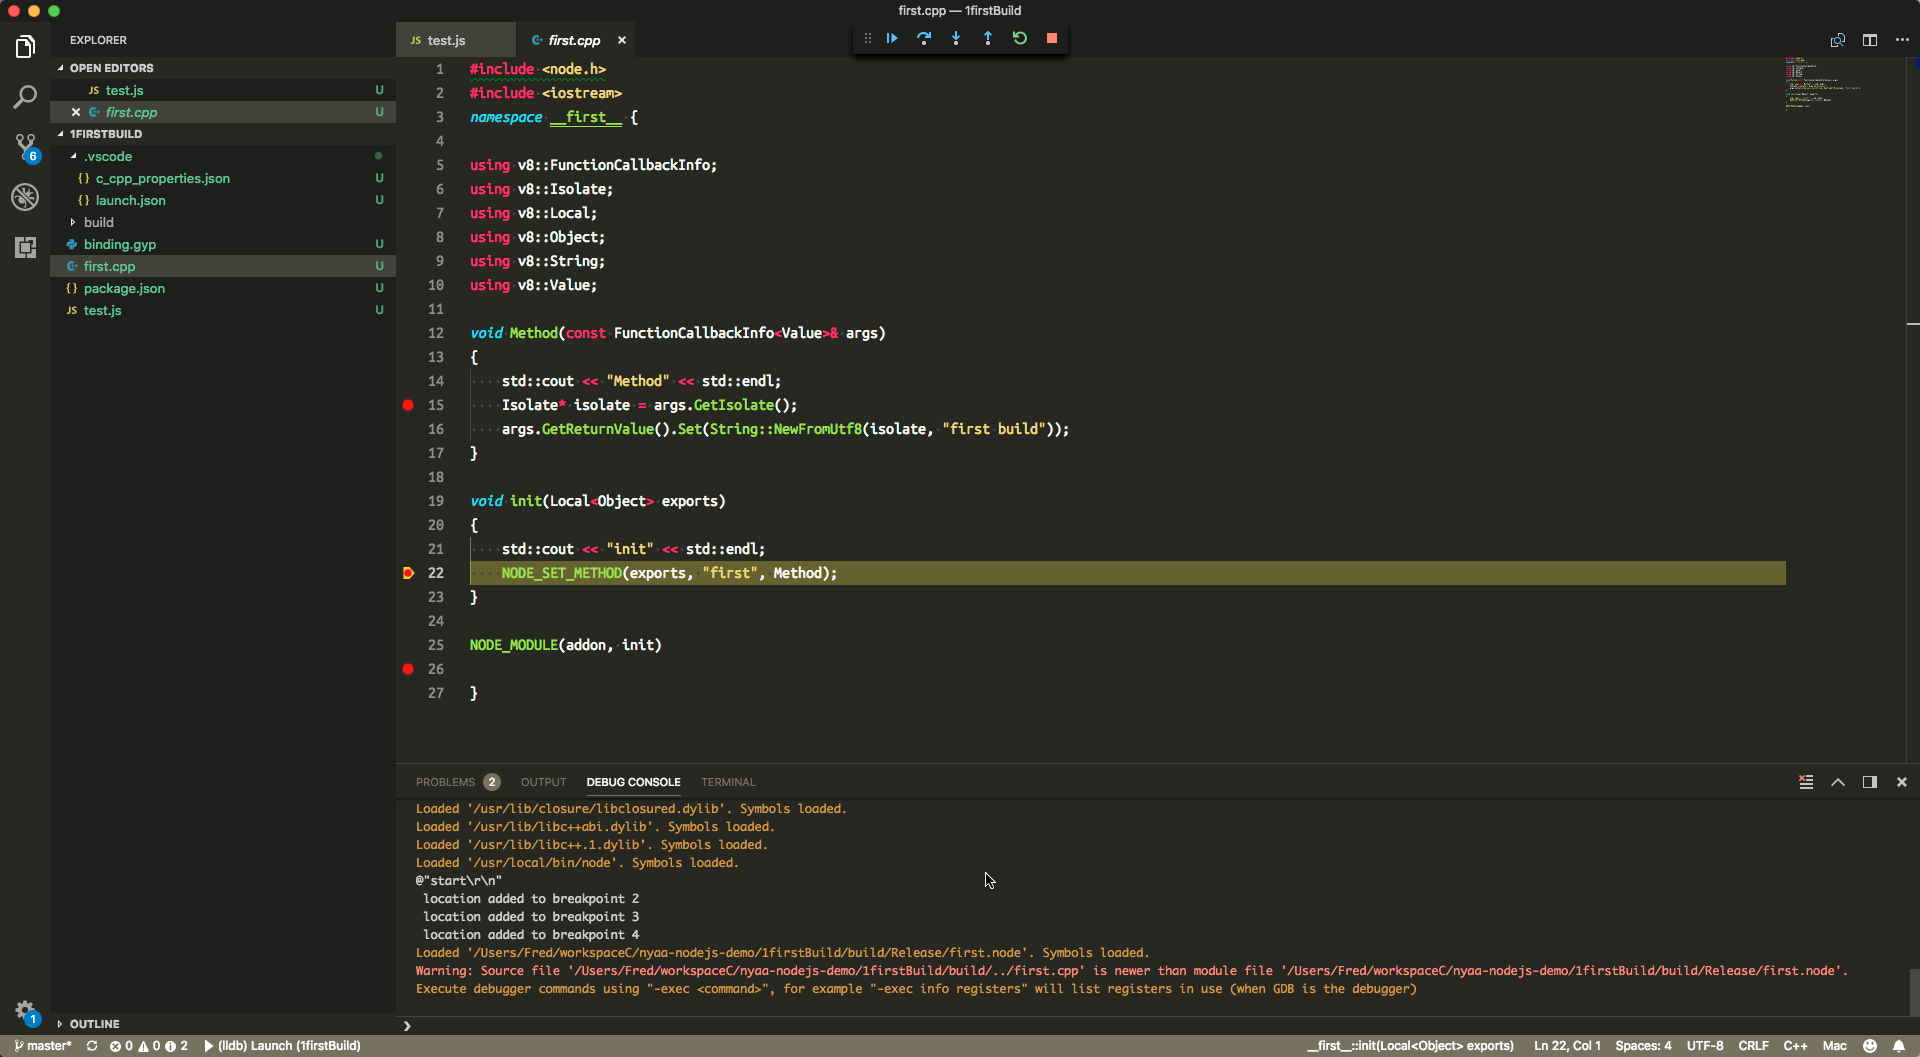 first.cpp — 1firstBuild
EXPLORER
OPEN EDITORS
JS test.js U
first.cpp U
1FIRSTBUILD
.vscode
{} c_cpp_properties.json U
{} launch.json U
build
binding.gyp U
first.cpp U
{} package.json U
JS test.js U
6
1
OUTLINE
JS test.js
first.cpp
1 #include <node.h>
2 #include <iostream>
3 namespace __first__ {
4
5 using v8::FunctionCallbackInfo;
6 using v8::Isolate;
7 using v8::Local;
8 using v8::Object;
9 using v8::String;
10 using v8::Value;
11
12 void Method(const FunctionCallbackInfo<Value>& args)
13 {
14 std::cout << "Method" << std::endl;
15 Isolate* isolate = args.GetIsolate();
16 args.GetReturnValue().Set(String::NewFromUtf8(isolate, "first build"));
17 }
18
19 void init(Local<Object> exports)
20 {
21 std::cout << "init" << std::endl;
22 NODE_SET_METHOD(exports, "first", Method);
23 }
24
25 NODE_MODULE(addon, init)
26
27 }
PROBLEMS 2 OUTPUT DEBUG CONSOLE TERMINAL
Loaded '/usr/lib/closure/libclosured.dylib'. Symbols loaded.
Loaded '/usr/lib/libc++abi.dylib'. Symbols loaded.
Loaded '/usr/lib/libc++.1.dylib'. Symbols loaded.
Loaded '/usr/local/bin/node'. Symbols loaded.
@"start\r\n"
location added to breakpoint 2
location added to breakpoint 3
location added to breakpoint 4
Loaded '/Users/Fred/workspaceC/nyaa-nodejs-demo/1firstBuild/build/Release/first.node'. Symbols loaded.
Warning: Source file '/Users/Fred/workspaceC/nyaa-nodejs-demo/1firstBuild/build/../first.cpp' is newer than module file '/Users/Fred/workspaceC/nyaa-nodejs-demo/1firstBuild/build/Release/first.node'.
Execute debugger commands using "-exec <command>", for example "-exec info registers" will list registers in use (when GDB is the debugger)
master* 0 0 2 (lldb) Launch (1firstBuild) __first__::init(Local<Object> exports) Ln 22, Col 1 Spaces: 4 UTF-8 CRLF C++ Mac